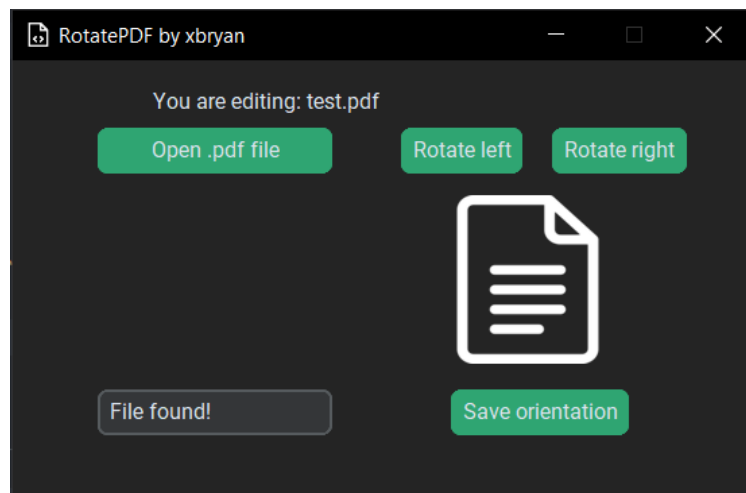 RotatePDF by xbryan
You are editing: test.pdf
Open .pdf file
Rotate left
Rotate right
File found!
Save orientation